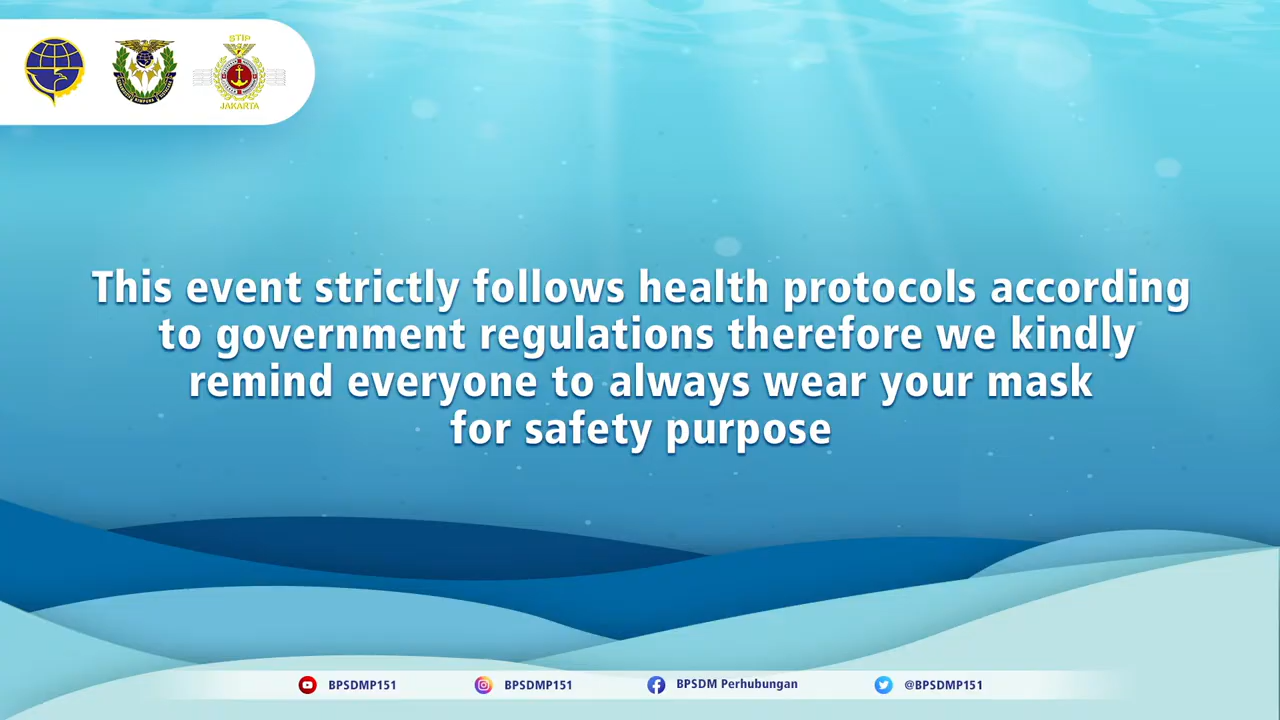 STIP
JAKARTA
This event strictly follows health protocols according
to government regulations therefore we kindly
remind everyone to always wear your mask
for safety purpose
BPSDMP151
BPSDMP151
BPSDM Perhubungan
@BPSDMP151